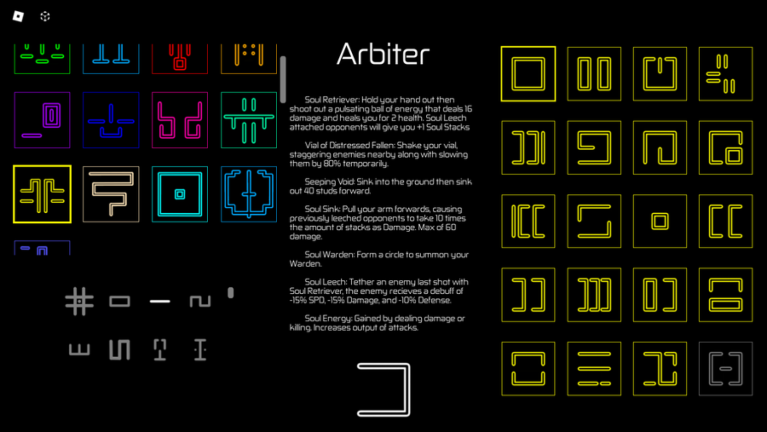 Arbiter
Soul Retriever: Hold your hand out then
shoot out a pulsating ball of energy that deals 16
damage and heals you for 2 health. Soul Leech
attached opponents will give you +1 Soul Stacks
Vial of Distressed Fallen: Shake your vial,
staggering enemies nearby along with slowing
them by 80% temporarily.
Seeping Void: Sink into the ground then sink
out 40 studs forward.
Soul Sink: Pull your arm forwards, causing
previously leeched opponents to take 10 times
the amount of stacks as Damage. Max of 60
damage.
Soul Warden: Form a circle to summon your
Warden.
Soul Leech: Tether an enemy last shot with
Soul Retriever, the enemy recieves a debuff of
-15% SPD, -15% Damage, and -10% Defense.
Soul Energy: Gained by dealing damage or
killing. Increases output of attacks.